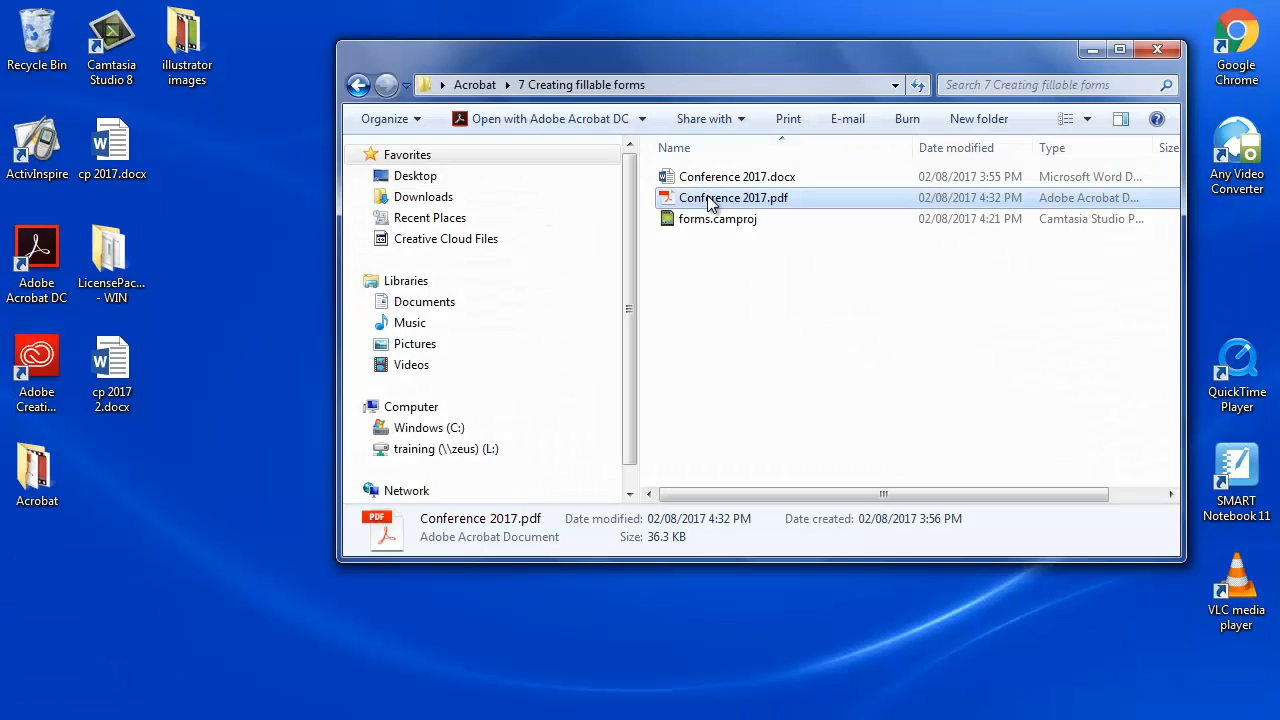 Recycle Bin
Camtasia
Studio 8
illustrator
images
ActivInspire
cp 2017.docx
Adobe
Acrobat DC
LicensePac...
- WIN
Adobe
Creati...
cp 2017
2.docx
Acrobat
Acrobat
7 Creating fillable forms
Search 7 Creating fillable forms
Organize
Open with Adobe Acrobat DC
Share with
Print
E-mail
Burn
New folder
Favorites
Desktop
Downloads
Recent Places
Creative Cloud Files
Libraries
Documents
Music
Pictures
Videos
Computer
Windows (C:)
training (\\zeus) (L:)
Network
Name
Date modified
Type
Size
Conference 2017.docx
02/08/2017 3:55 PM
Microsoft Word D...
Conference 2017.pdf
02/08/2017 4:32 PM
Adobe Acrobat D...
forms.camproj
02/08/2017 4:21 PM
Camtasia Studio P...
PDF
Conference 2017.pdf
Date modified: 02/08/2017 4:32 PM
Date created: 02/08/2017 3:56 PM
Adobe Acrobat Document
Size: 36.3 KB
Google
Chrome
Any Video
Converter
QuickTime
Player
SMART
Notebook 11
VLC media
player